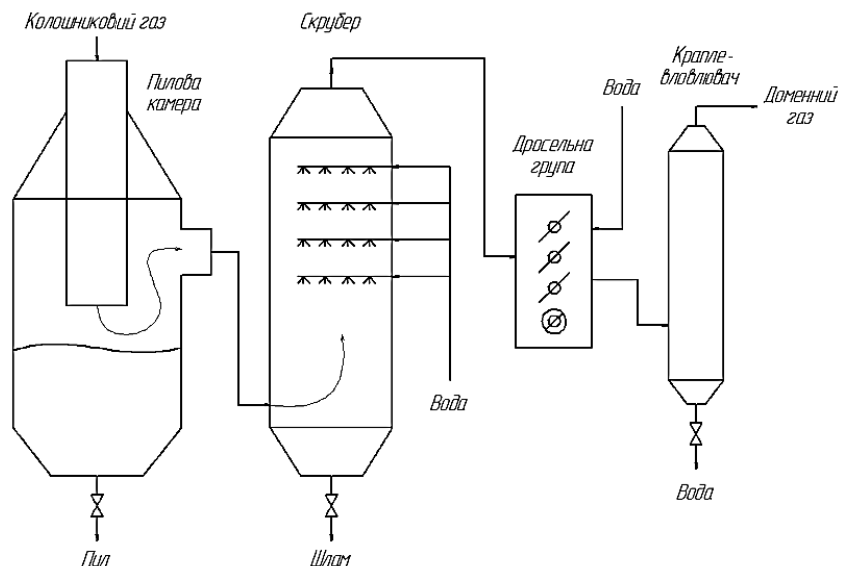 Колошниковий газ
Скрубер
Пилова
камера
Крапле-
вловлювач
Вода
Доменний
газ
Дросельна
група
Вода
Вода
Пил
Шлам